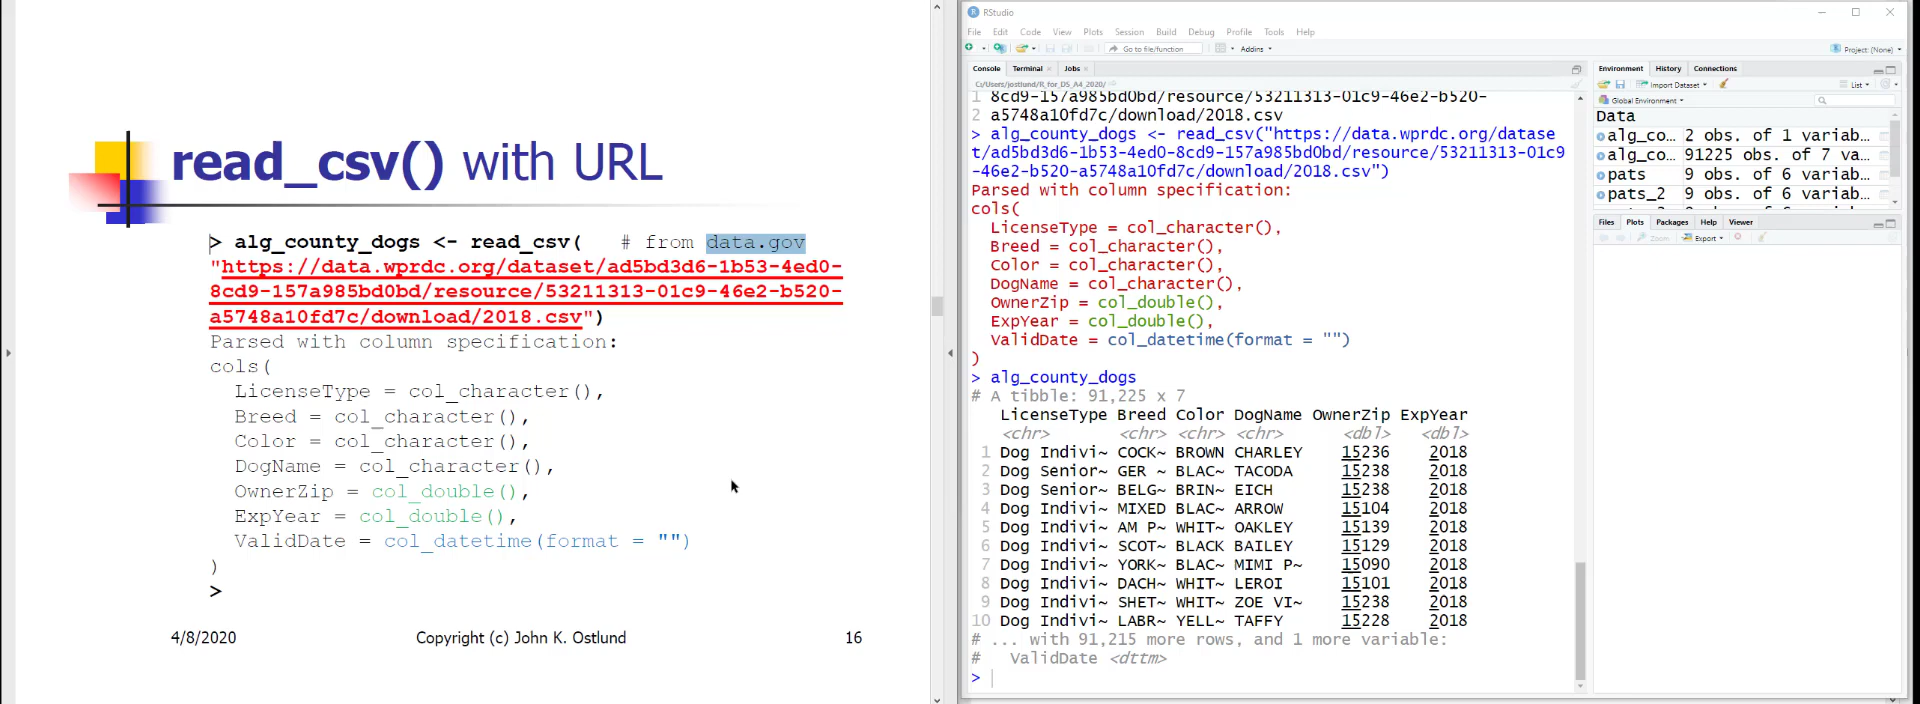 read_csv() with URL
> alg_county_dogs <- read_csv(   # from data.gov
"https://data.wprdc.org/dataset/ad5bd3d6-1b53-4ed0-
8cd9-157a985bd0bd/resource/53211313-01c9-46e2-b520-
a5748a10fd7c/download/2018.csv")
Parsed with column specification:
cols(
  LicenseType = col_character(),
  Breed = col_character(),
  Color = col_character(),
  DogName = col_character(),
  OwnerZip = col_double(),
  ExpYear = col_double(),
  ValidDate = col_datetime(format = "")
)
>
4/8/2020 Copyright (c) John K. Ostlund 16
RStudio
File Edit Code View Plots Session Build Debug Profile Tools Help
Go to file/function Addins Project: (None)
Console Terminal Jobs
C:/Users/jostlund/R_for_DS_A4_2020/
1 8cd9-157a985bd0bd/resource/53211313-01c9-46e2-b520-
2 a5748a10fd7c/download/2018.csv
> alg_county_dogs <- read_csv("https://data.wprdc.org/datase
t/ad5bd3d6-1b53-4ed0-8cd9-157a985bd0bd/resource/53211313-01c9
-46e2-b520-a5748a10fd7c/download/2018.csv")
Parsed with column specification:
cols(
  LicenseType = col_character(),
  Breed = col_character(),
  Color = col_character(),
  DogName = col_character(),
  OwnerZip = col_double(),
  ExpYear = col_double(),
  ValidDate = col_datetime(format = "")
)
> alg_county_dogs
# A tibble: 91,225 x 7
   LicenseType Breed Color DogName OwnerZip ExpYear
   <chr> <chr> <chr> <chr> <dbl> <dbl>
 1 Dog Indivi~ COCK~ BROWN CHARLEY 15236 2018
 2 Dog Senior~ GER ~ BLAC~ TACODA 15238 2018
 3 Dog Senior~ BELG~ BRIN~ EICH 15238 2018
 4 Dog Indivi~ MIXED BLAC~ ARROW 15104 2018
 5 Dog Indivi~ AM P~ WHIT~ OAKLEY 15139 2018
 6 Dog Indivi~ SCOT~ BLACK BAILEY 15129 2018
 7 Dog Indivi~ YORK~ BLAC~ MIMI P~ 15090 2018
 8 Dog Indivi~ DACH~ WHIT~ LEROI 15101 2018
 9 Dog Indivi~ SHET~ WHIT~ ZOE VI~ 15238 2018
10 Dog Indivi~ LABR~ YELL~ TAFFY 15228 2018
# ... with 91,215 more rows, and 1 more variable:
#   ValidDate <dttm>
>
Environment History Connections
Import Dataset List
Global Environment
Data
alg_co... 2 obs. of 1 variab...
alg_co... 91225 obs. of 7 va...
pats 9 obs. of 6 variab...
pats_2 9 obs. of 6 variab...
Files Plots Packages Help Viewer
Zoom Export